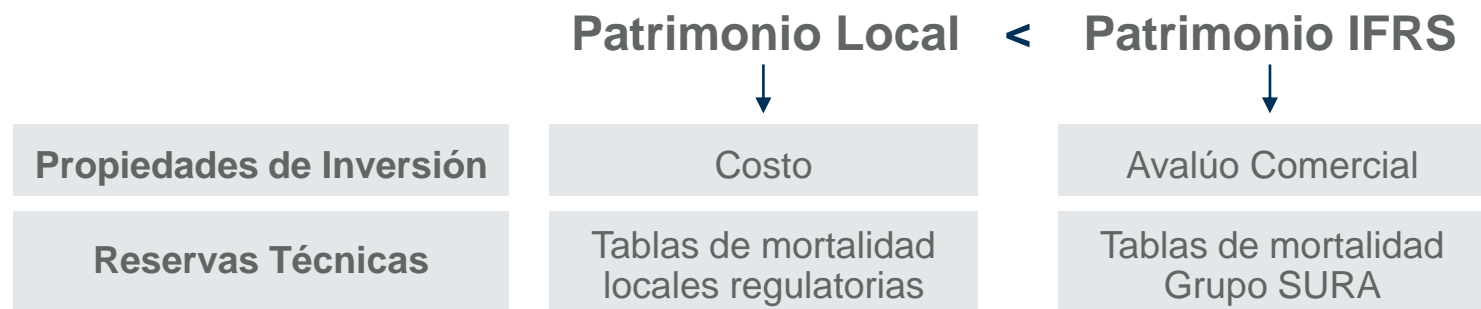 Patrimonio Local < Patrimonio IFRS
Propiedades de Inversión Costo Avalúo Comercial
Reservas Técnicas
Tablas de mortalidad
locales regulatorias
Tablas de mortalidad
Grupo SURA